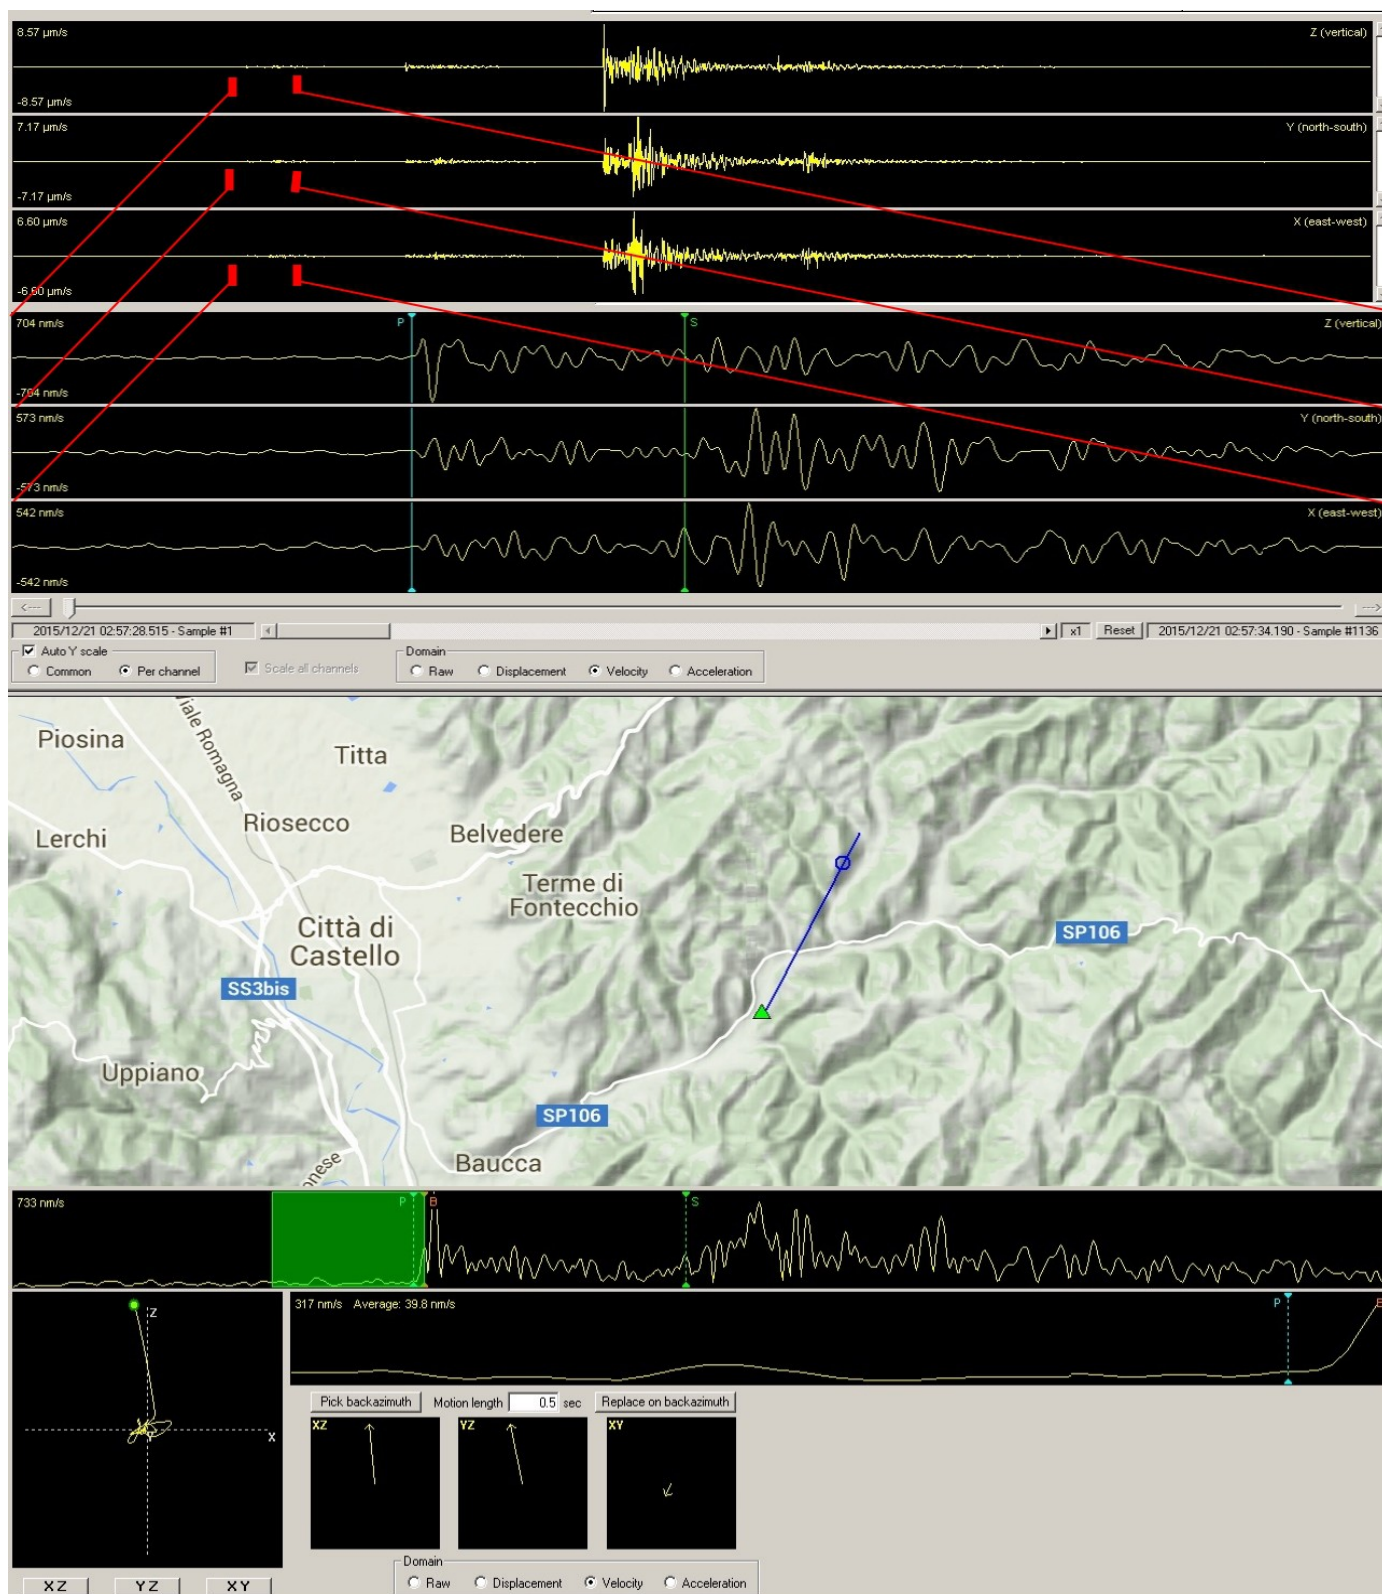 8.57 µm/s
Z (vertical)
-8.57 µm/s
7.17 µm/s
Y (north-south)
-7.17 µm/s
6.60 µm/s
X (east-west)
-6.60 µm/s
704 nm/s
P
S
Z (vertical)
-704 nm/s
573 nm/s
Y (north-south)
-573 nm/s
542 nm/s
X (east-west)
-542 nm/s
<---
--->
2015/12/21 02:57:28.515 - Sample #1
x1
Reset
2015/12/21 02:57:34.190 - Sample #1136
Auto Y scale
Common
Per channel
Scale all channels
Domain
Raw
Displacement
Velocity
Acceleration
Piosina
Viale Romagna
Titta
Lerchi
Riosecco
Belvedere
Terme di
Fontecchio
Città di
Castello
SP106
SS3bis
Uppiano
SP106
Baucca
onese
733 nm/s
P
B
S
Z
X
Y
317 nm/s Average: 39.8 nm/s
P
B
Pick backazimuth
Motion length
0.5
sec
Replace on backazimuth
XZ
YZ
XY
XZ
YZ
XY
Domain
Raw
Displacement
Velocity
Acceleration